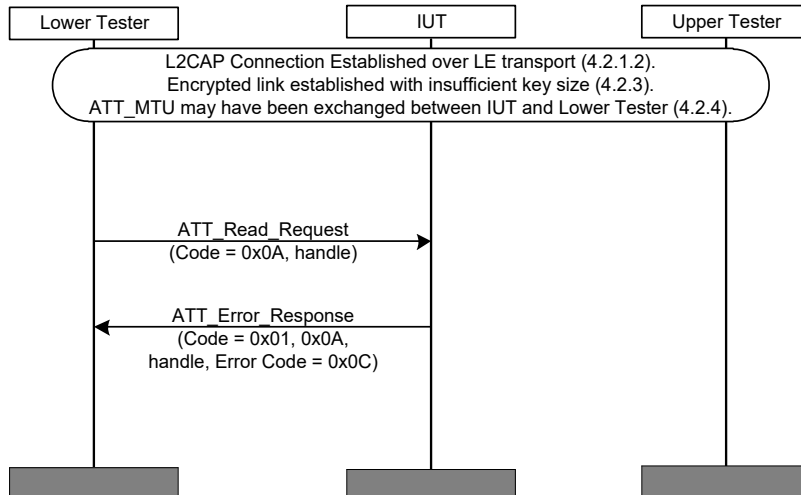 Lower Tester
IUT
Upper Tester
L2CAP Connection Established over LE transport (4.2.1.2).
Encrypted link established with insufficient key size (4.2.3).
ATT_MTU may have been exchanged between IUT and Lower Tester (4.2.4).
ATT_Read_Request
(Code = 0x0A, handle)
ATT_Error_Response
(Code = 0x01, 0x0A,
handle, Error Code = 0x0C)